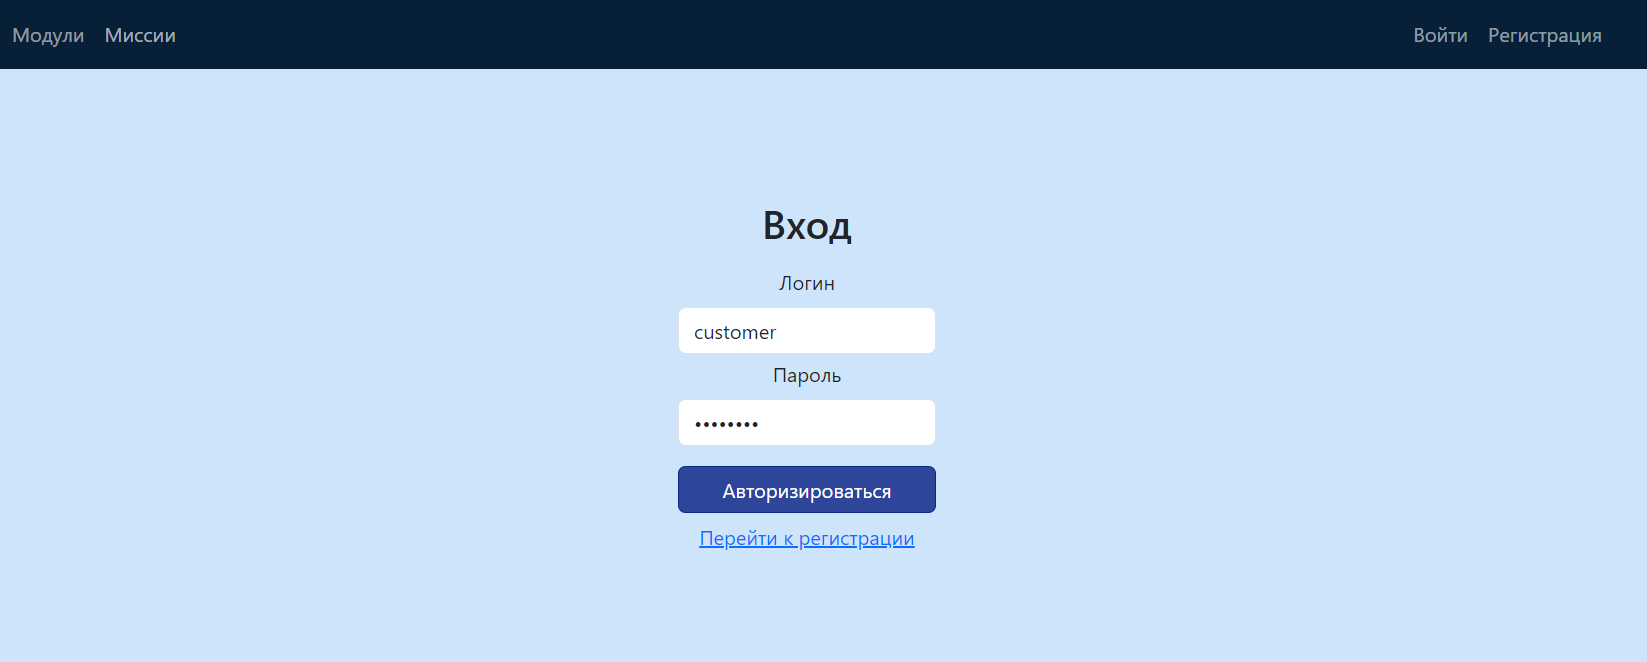 Модули Миссии Войти Регистрация
Вход
Логин
customer
Пароль
••••••••
Авторизироваться
Перейти к регистрации